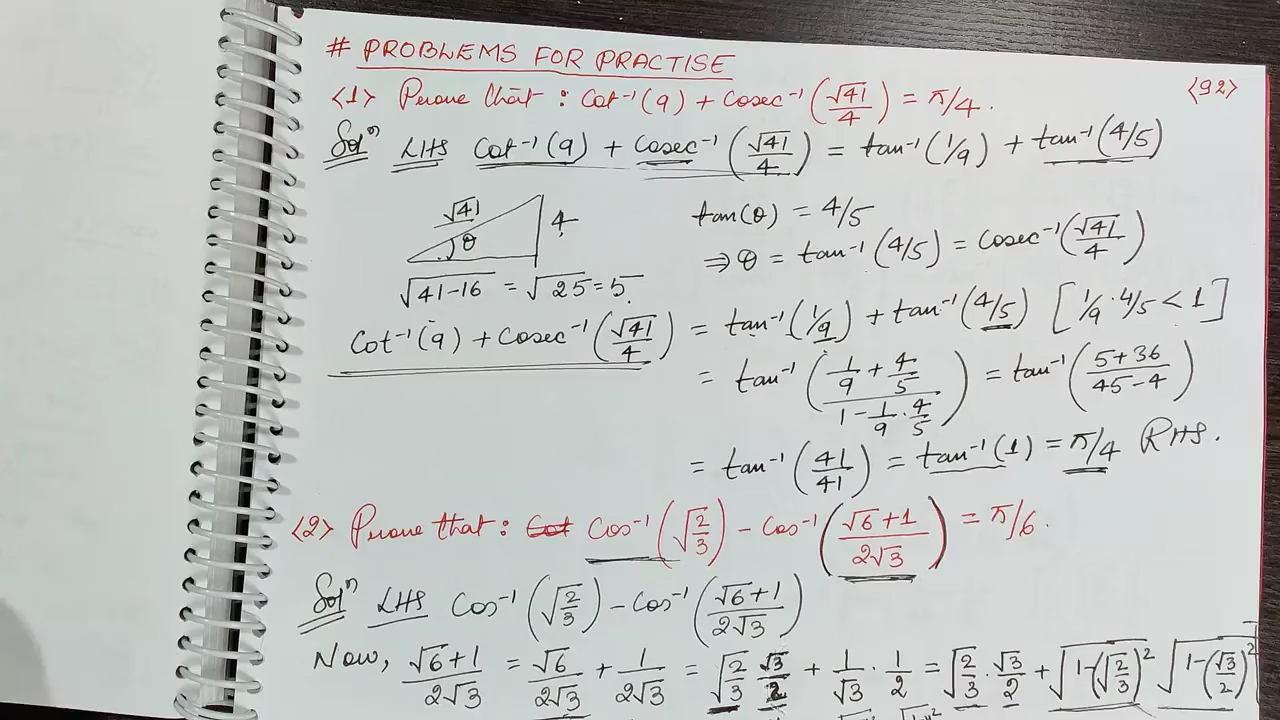 # PROBLEMS FOR PRACTISE
<92>
<1> Prove that : Cot⁻¹(9) + Cosec⁻¹(√41/4) = π/4.
Solⁿ LHS Cot⁻¹(9) + Cosec⁻¹(√41/4) = tan⁻¹(1/9) + tan⁻¹(4/5)
√41 θ 4
√41-16 = √25 = 5
tan(θ) = 4/5
⇒ θ = tan⁻¹(4/5) = Cosec⁻¹(√41/4)
Cot⁻¹(9) + Cosec⁻¹(√41/4) = tan⁻¹(1/9) + tan⁻¹(4/5) [1/9 · 4/5 < 1]
= tan⁻¹((1/9 + 4/5)/(1 - 1/9 · 4/5)) = tan⁻¹((5+36)/(45-4))
= tan⁻¹(41/41) = tan⁻¹(1) = π/4 RHS.
<2> Prove that : Cot Cos⁻¹(√2/3) - Cos⁻¹((√6+1)/2√3) = π/6.
Solⁿ LHS Cos⁻¹(√2/3) - Cos⁻¹((√6+1)/2√3)
Now, (√6+1)/2√3 = √6/2√3 + 1/2√3 = √2/3 √3/2 + 1/√3 · 1/2 = √2/3 · √3/2 + √1-(√2/3)² √1-(√3/2)²